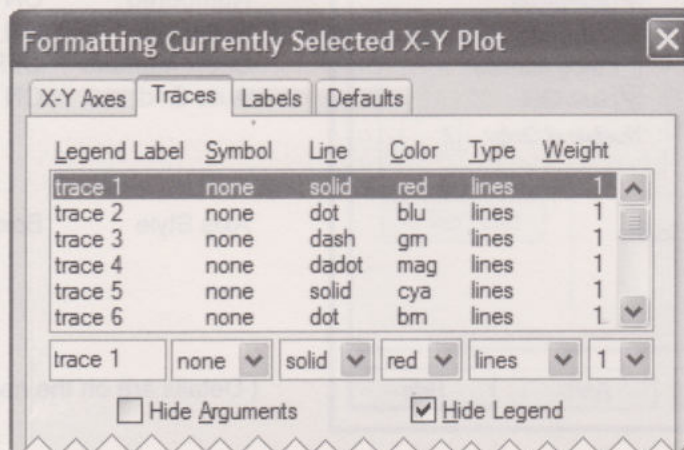 Formatting Currently Selected X-Y Plot
X-Y Axes Traces Labels Defaults
Legend Label Symbol Line Color Type Weight
trace 1 none solid red lines 1
trace 2 none dot blu lines 1
trace 3 none dash grn lines 1
trace 4 none dadot mag lines 1
trace 5 none solid cya lines 1
trace 6 none dot brn lines 1
trace 1 none solid red lines 1
Hide Arguments Hide Legend